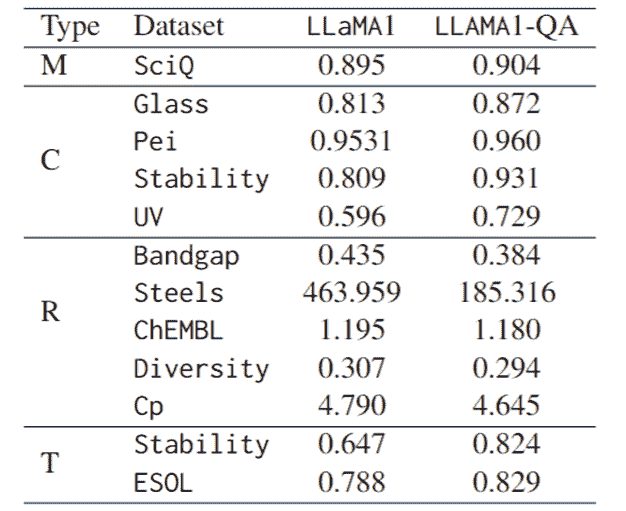 Type Dataset LLaMA1 LLAMA1-QA
M SciQ 0.895 0.904
Glass 0.813 0.872
Pei 0.9531 0.960
C
Stability 0.809 0.931
UV 0.596 0.729
Bandgap 0.435 0.384
Steels 463.959 185.316
R
ChEMBL 1.195 1.180
Diversity 0.307 0.294
Cp 4.790 4.645
Stability 0.647 0.824
T
ESOL 0.788 0.829